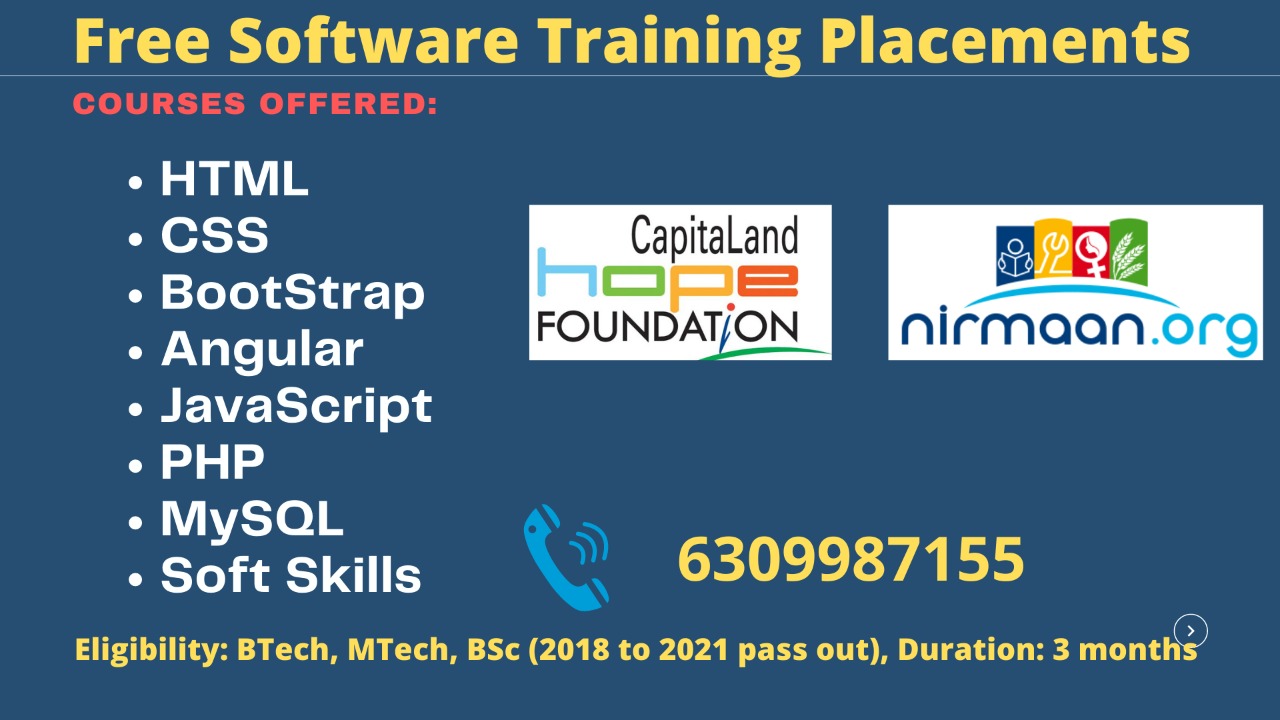 Free Software Training Placements
COURSES OFFERED:
• HTML
• CSS
• BootStrap
• Angular
• JavaScript
• PHP
• MySQL
• Soft Skills
CapitaLand
hope
FOUNDATION
nirmaan.org
6309987155
Eligibility: BTech, MTech, BSc (2018 to 2021 pass out), Duration: 3 months